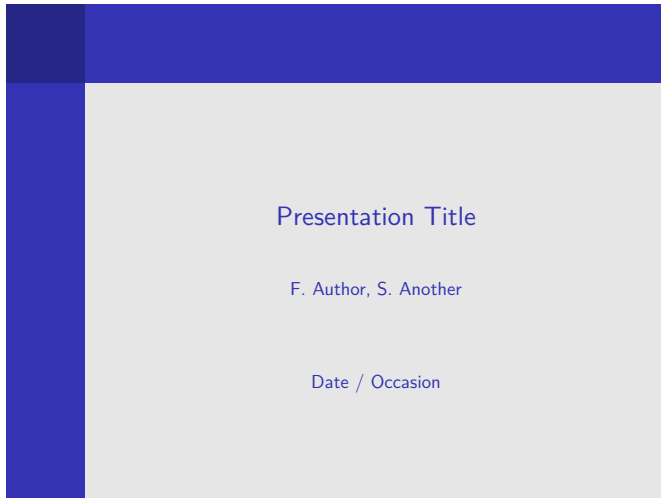 Presentation Title
F. Author, S. Another
Date / Occasion